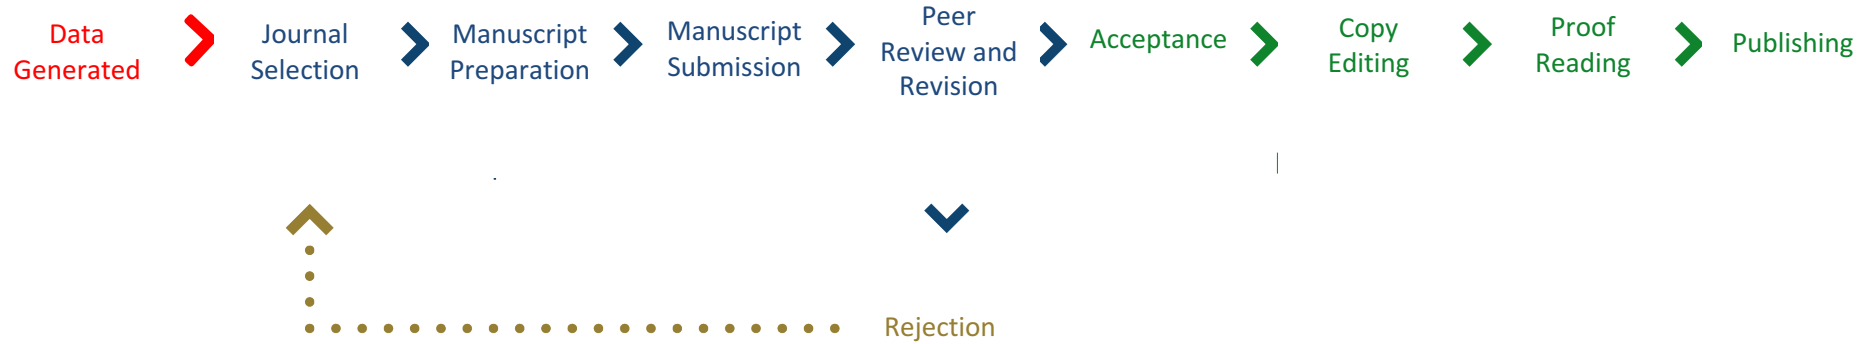 Data
Generated
Journal
Selection
Manuscript
Preparation
Manuscript
Submission
Peer
Review and
Revision
Acceptance
Copy
Editing
Proof
Reading
Publishing
Rejection